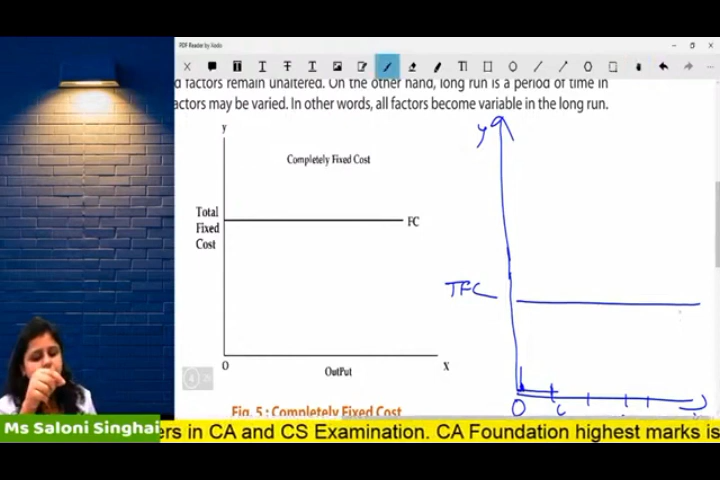 PDF Reader by Xodo
d factors remain unaltered. On the other hand, long run is a period of time in
actors may be varied. In other words, all factors become variable in the long run.
y
Completely Fixed Cost
Total
Fixed
Cost
FC
O
OutPut
X
4
Fig. 5 : Completely Fixed Cost
y
TFC
O
Ms Saloni Singhai
ers in CA and CS Examination. CA Foundation highest marks is